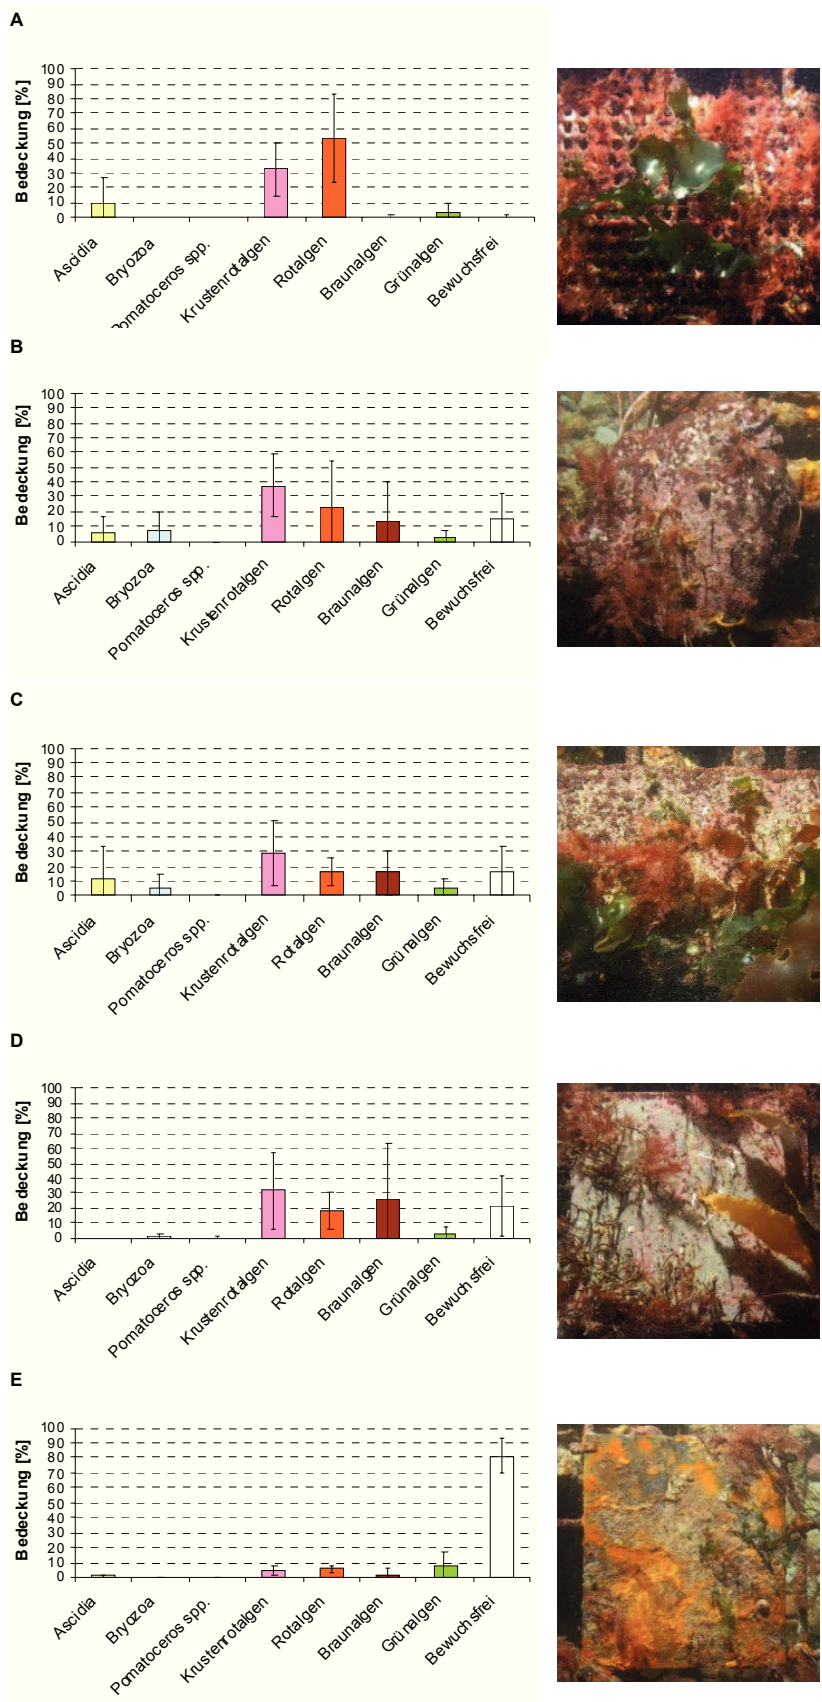 A
Bedeckung [%]
100
90
80
70
60
50
40
30
20
10
0
Ascidia
Bryozoa
Pomatoceros spp.
Krustenrotalgen
Rotalgen
Braunalgen
Grünalgen
Bewuchsfrei
B
Bedeckung [%]
100
90
80
70
60
50
40
30
20
10
0
Ascidia
Bryozoa
Pomatoceros spp.
Krustenrotalgen
Rotalgen
Braunalgen
Grünalgen
Bewuchsfrei
C
Bedeckung [%]
100
90
80
70
60
50
40
30
20
10
0
Ascidia
Bryozoa
Pomatoceros spp.
Krustenrotalgen
Rotalgen
Braunalgen
Grünalgen
Bewuchsfrei
D
Bedeckung [%]
100
90
80
70
60
50
40
30
20
10
0
Ascidia
Bryozoa
Pomatoceros spp.
Krustenrotalgen
Rotalgen
Braunalgen
Grünalgen
Bewuchsfrei
E
Bedeckung [%]
100
90
80
70
60
50
40
30
20
10
0
Ascidia
Bryozoa
Pomatoceros spp.
Krustenrotalgen
Rotalgen
Braunalgen
Grünalgen
Bewuchsfrei